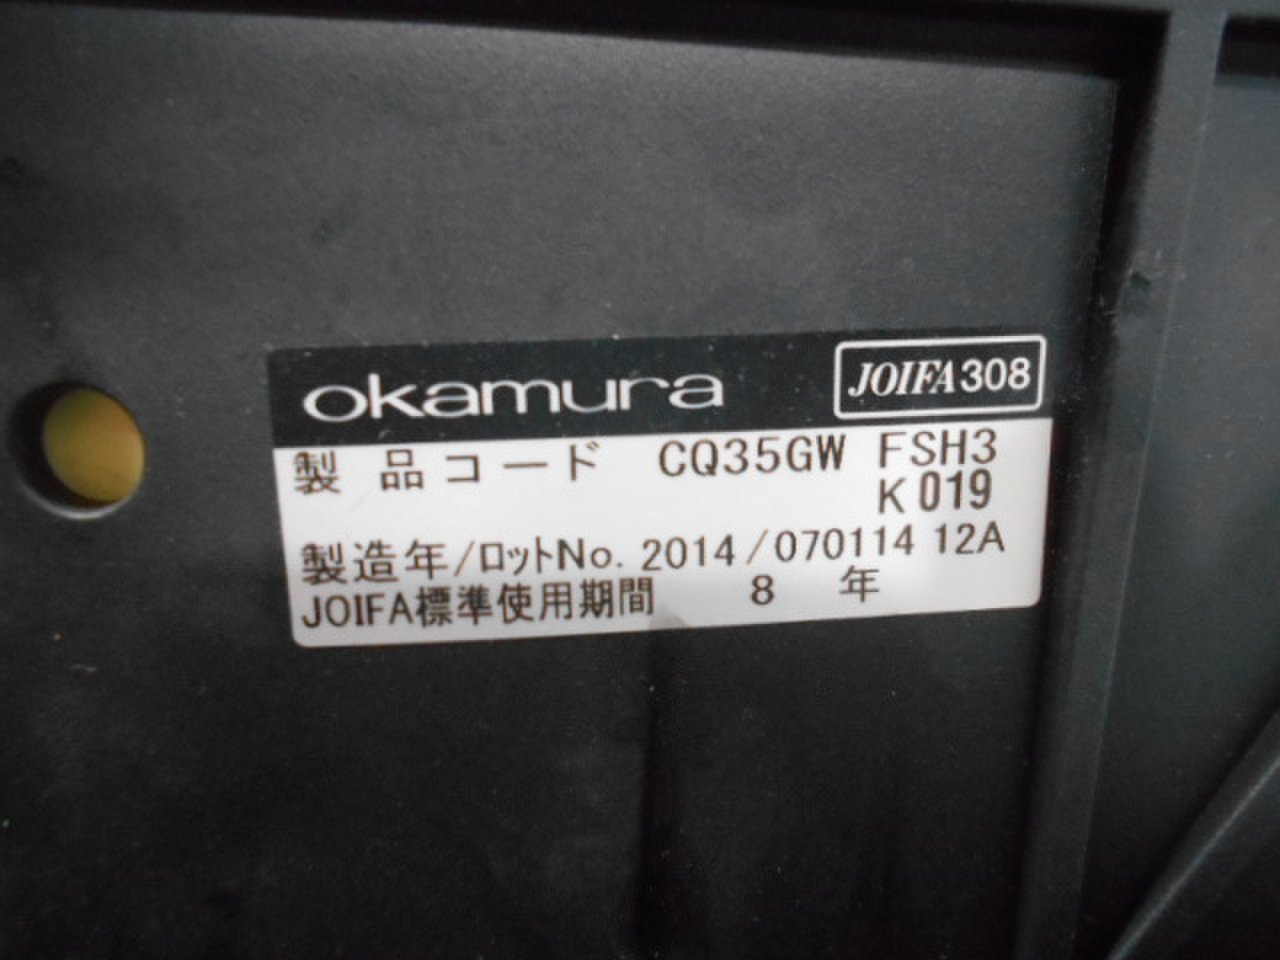 okamura JOIFA308
製品コード CQ35GW FSH3
K019
製造年/ロットNo. 2014/070114 12A
JOIFA標準使用期間 8 年